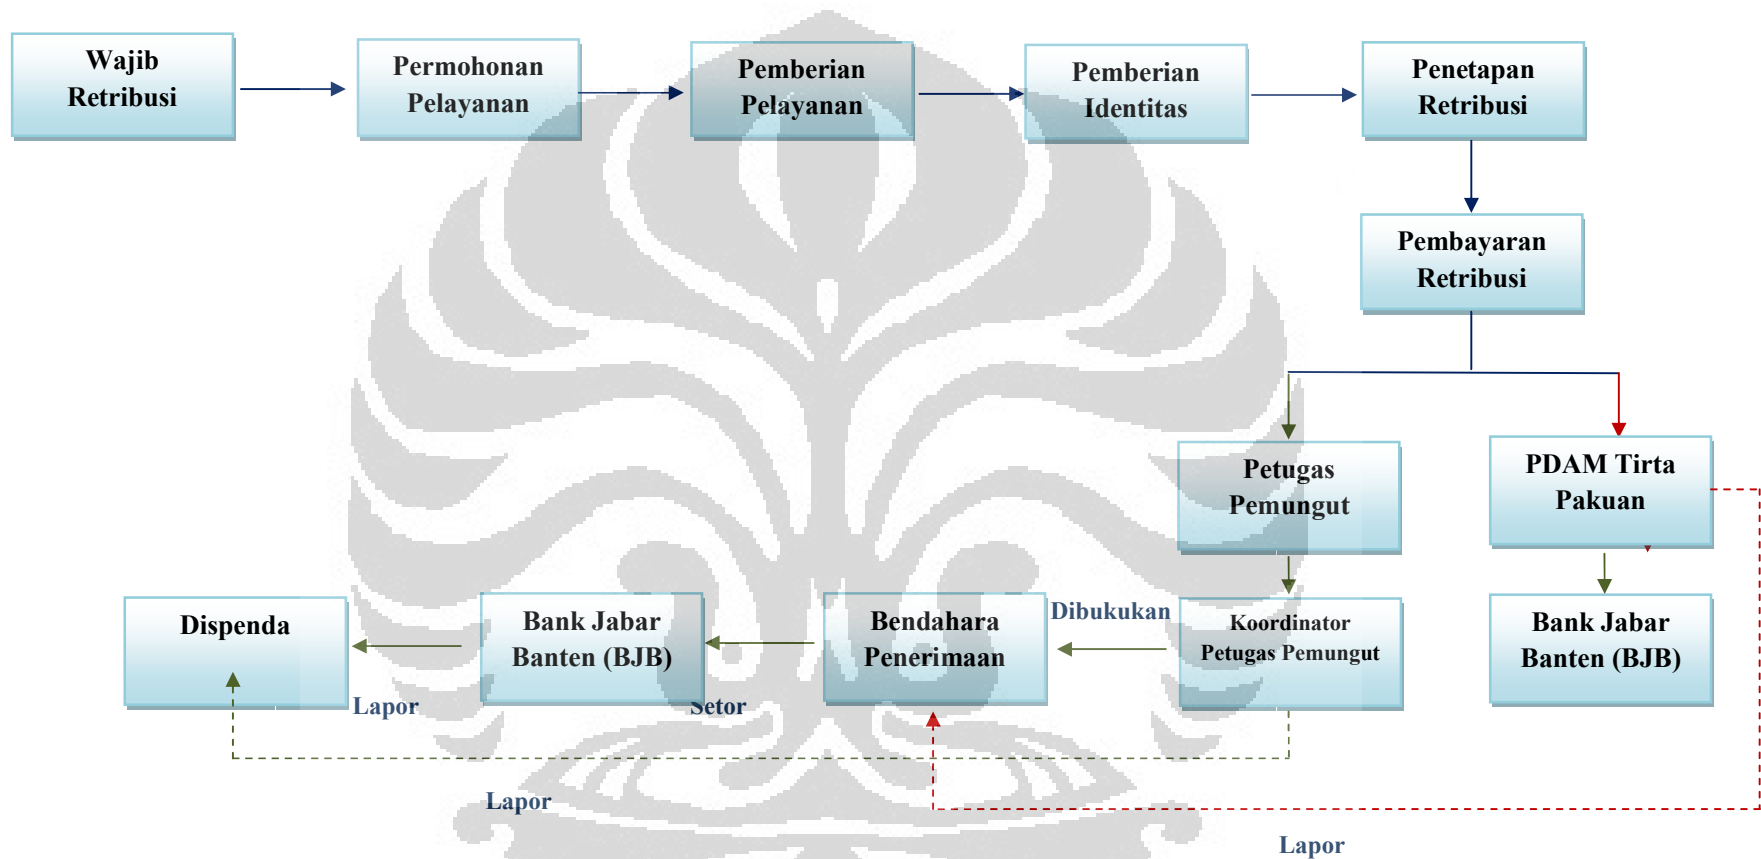 Wajib
Retribusi
Permohonan
Pelayanan
Pemberian
Pelayanan
Pemberian
Identitas
Penetapan
Retribusi
Pembayaran
Retribusi
Petugas
Pemungut
PDAM Tirta
Pakuan
Dispenda
Bank Jabar
Banten (BJB)
Bendahara
Penerimaan
Dibukukan
Koordinator
Petugas Pemungut
Bank Jabar
Banten (BJB)
Lapor
Setor
Lapor
Lapor